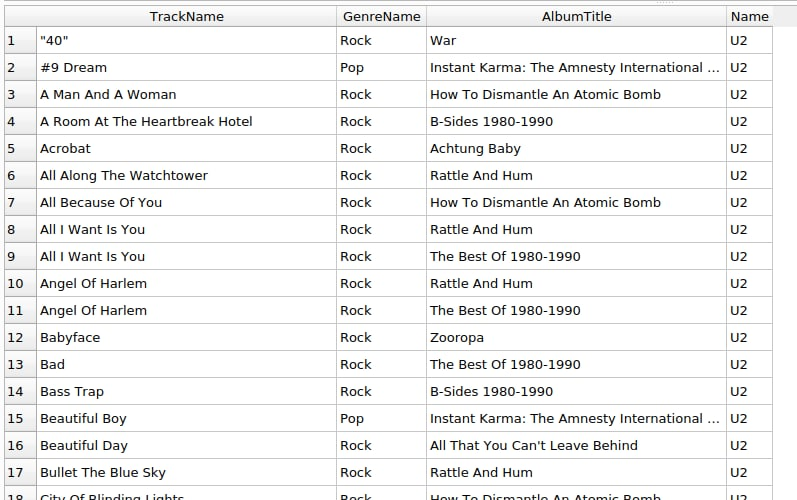 TrackName GenreName AlbumTitle Name
1 "40" Rock War U2
2 #9 Dream Pop Instant Karma: The Amnesty International ... U2
3 A Man And A Woman Rock How To Dismantle An Atomic Bomb U2
4 A Room At The Heartbreak Hotel Rock B-Sides 1980-1990 U2
5 Acrobat Rock Achtung Baby U2
6 All Along The Watchtower Rock Rattle And Hum U2
7 All Because Of You Rock How To Dismantle An Atomic Bomb U2
8 All I Want Is You Rock Rattle And Hum U2
9 All I Want Is You Rock The Best Of 1980-1990 U2
10 Angel Of Harlem Rock Rattle And Hum U2
11 Angel Of Harlem Rock The Best Of 1980-1990 U2
12 Babyface Rock Zooropa U2
13 Bad Rock The Best Of 1980-1990 U2
14 Bass Trap Rock B-Sides 1980-1990 U2
15 Beautiful Boy Pop Instant Karma: The Amnesty International ... U2
16 Beautiful Day Rock All That You Can't Leave Behind U2
17 Bullet The Blue Sky Rock Rattle And Hum U2
18 City Of Blinding Lights Rock How To Dismantle An Atomic Bomb U2